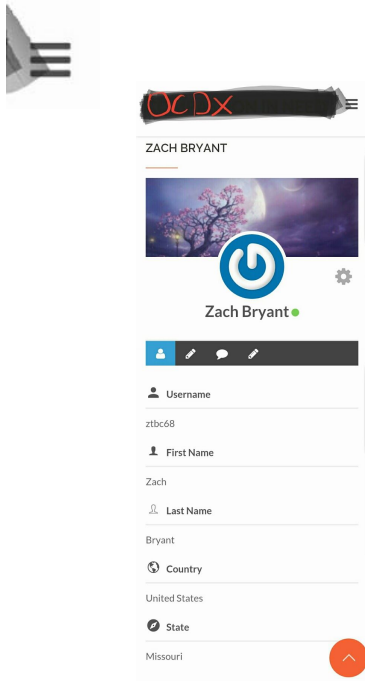 OCDX
ZACH BRYANT
Zach Bryant
Username
ztbc68
First Name
Zach
Last Name
Bryant
Country
United States
State
Missouri